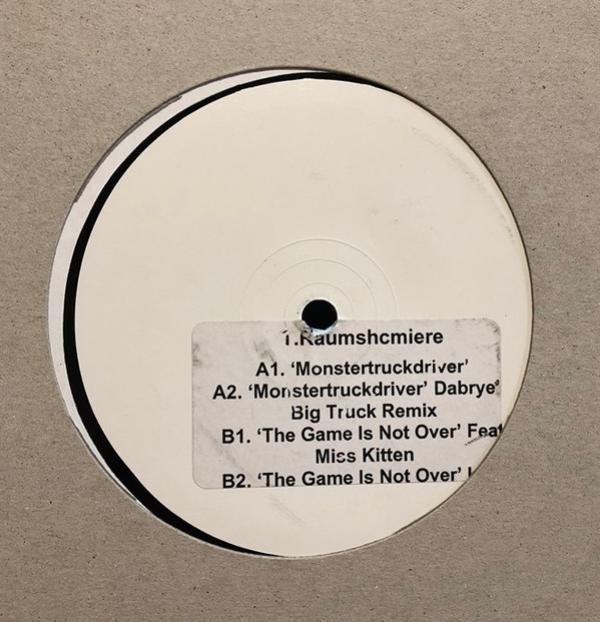 T.Raumshcmiere
A1. ‘Monstertruckdriver’
A2. ‘Monstertruckdriver’ Dabrye’
Big Truck Remix
B1. ‘The Game Is Not Over’ Feat
Miss Kitten
B2. ‘The Game Is Not Over’